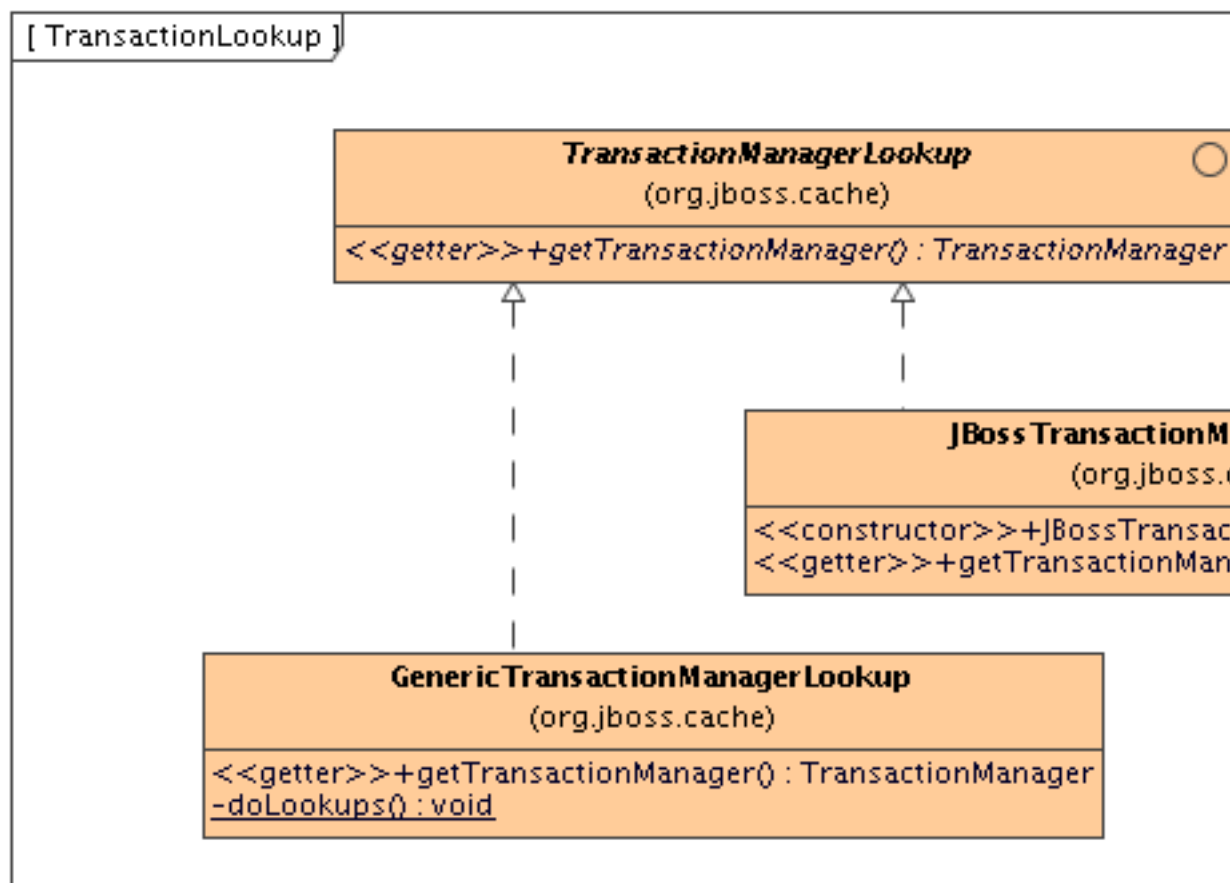 [ TransactionLookup ]
TransactionManagerLookup
(org.jboss.cache)
<<getter>>+getTransactionManager() : TransactionManager
JBossTransactionM
(org.jboss.
<<constructor>>+JBossTransac
<<getter>>+getTransactionMan
GenericTransactionManagerLookup
(org.jboss.cache)
<<getter>>+getTransactionManager() : TransactionManager
-doLookups() : void